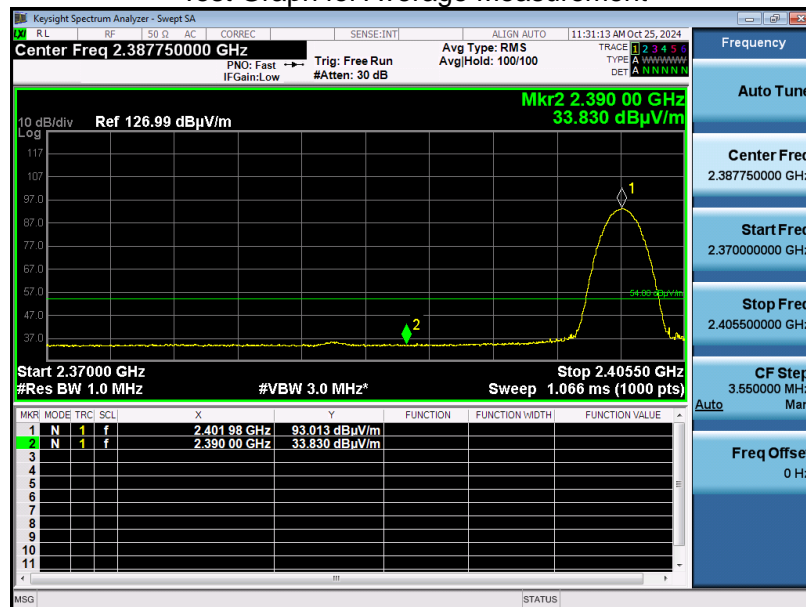 Test Graph for Average Measurement
Keysight Spectrum Analyzer - Swept SA
RL RF 50 Ω AC CORREC SENSE:INT ALIGN AUTO 11:31:13 AM Oct 25, 2024
Center Freq 2.387750000 GHz
PNO: Fast
IFGain:Low
Trig: Free Run
#Atten: 30 dB
Avg Type: RMS
Avg|Hold: 100/100
TRACE 1 2 3 4 5 6
TYPE A WWWWW
DET A N N N N N
Mkr2 2.390 00 GHz
33.830 dBµV/m
10 dB/div Ref 126.99 dBµV/m
Log
117
107
97.0
87.0
77.0
67.0
57.0
47.0
37.0
1
2
54.00 dBµV/m
Start 2.37000 GHz
Stop 2.40550 GHz
#Res BW 1.0 MHz
#VBW 3.0 MHz*
Sweep 1.066 ms (1000 pts)
MKR MODE TRC SCL X Y FUNCTION FUNCTION WIDTH FUNCTION VALUE
1 N 1 f 2.401 98 GHz 93.013 dBµV/m
2 N 1 f 2.390 00 GHz 33.830 dBµV/m
3
4
5
6
7
8
9
10
11
MSG
STATUS
Frequency
Auto Tune
Center Freq
2.387750000 GHz
Start Freq
2.370000000 GHz
Stop Freq
2.405500000 GHz
CF Step
3.550000 MHz
Auto Man
Freq Offset
0 Hz